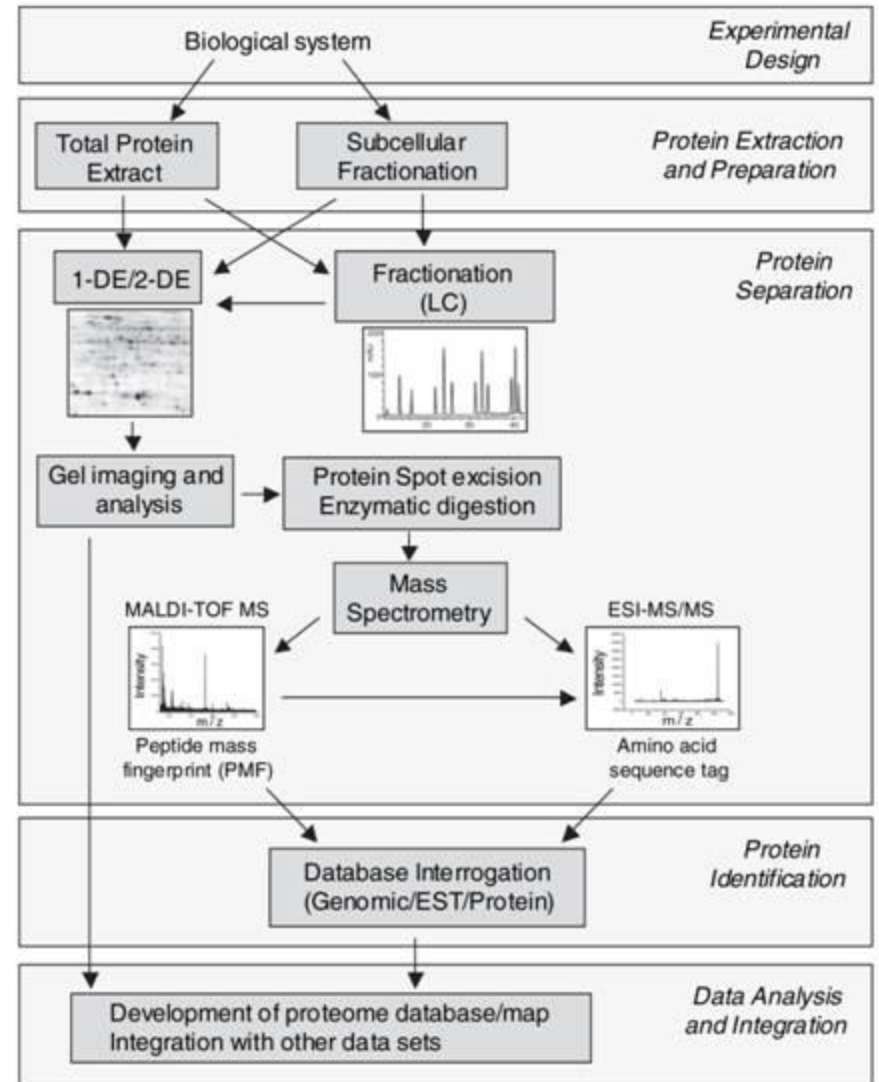 Experimental
Design
Biological system
Protein Extraction
and Preparation
Total Protein
Extract
Subcellular
Fractionation
Protein
Separation
1-DE/2-DE
Fractionation
(LC)
Gel imaging and
analysis
Protein Spot excision
Enzymatic digestion
Mass
Spectrometry
MALDI-TOF MS
Intensity
m/z
Peptide mass
fingerprint (PMF)
ESI-MS/MS
Intensity
m/z
Amino acid
sequence tag
Protein
Identification
Database Interrogation
(Genomic/EST/Protein)
Data Analysis
and Integration
Development of proteome database/map
Integration with other data sets